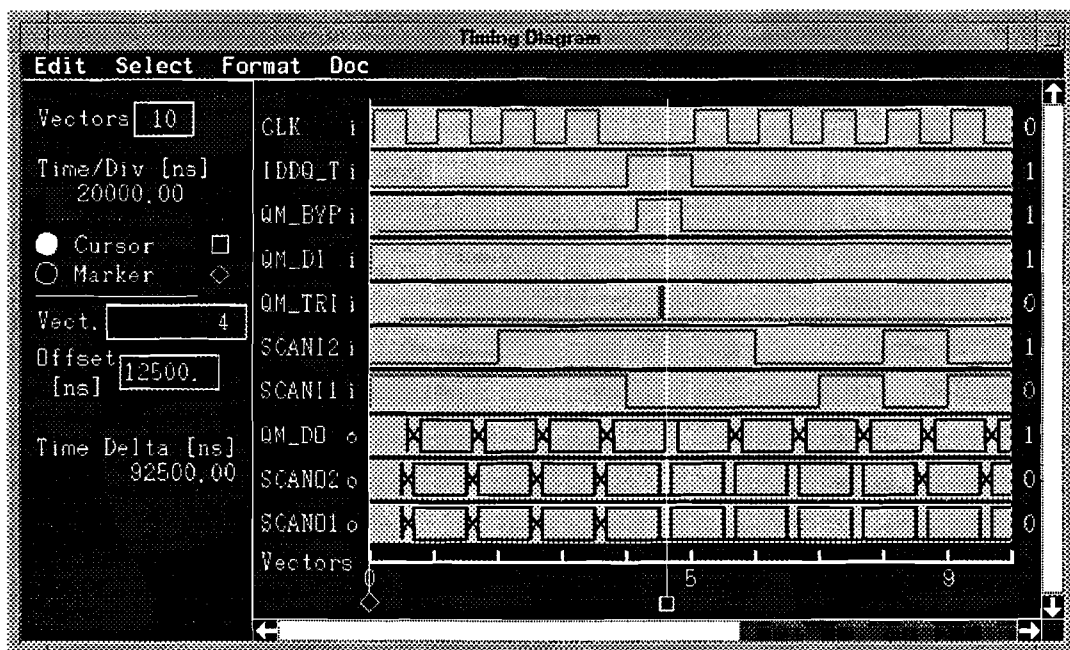 Timing Diagram
Edit Select Format Doc
Vectors 10
Time/Div [ns]
20000.00
Cursor
Marker
Vect. 4
Offset
[ns] 12500.
Time Delta [ns]
92500.00
CLK i 0
IDDQ_T i 1
QM_BYP i 1
QM_DI i 1
QM_TRI i 0
SCANI2 i 1
SCANI1 i 0
QM_DO o 1
SCANO2 o 0
SCANO1 o 0
Vectors
0 5 9